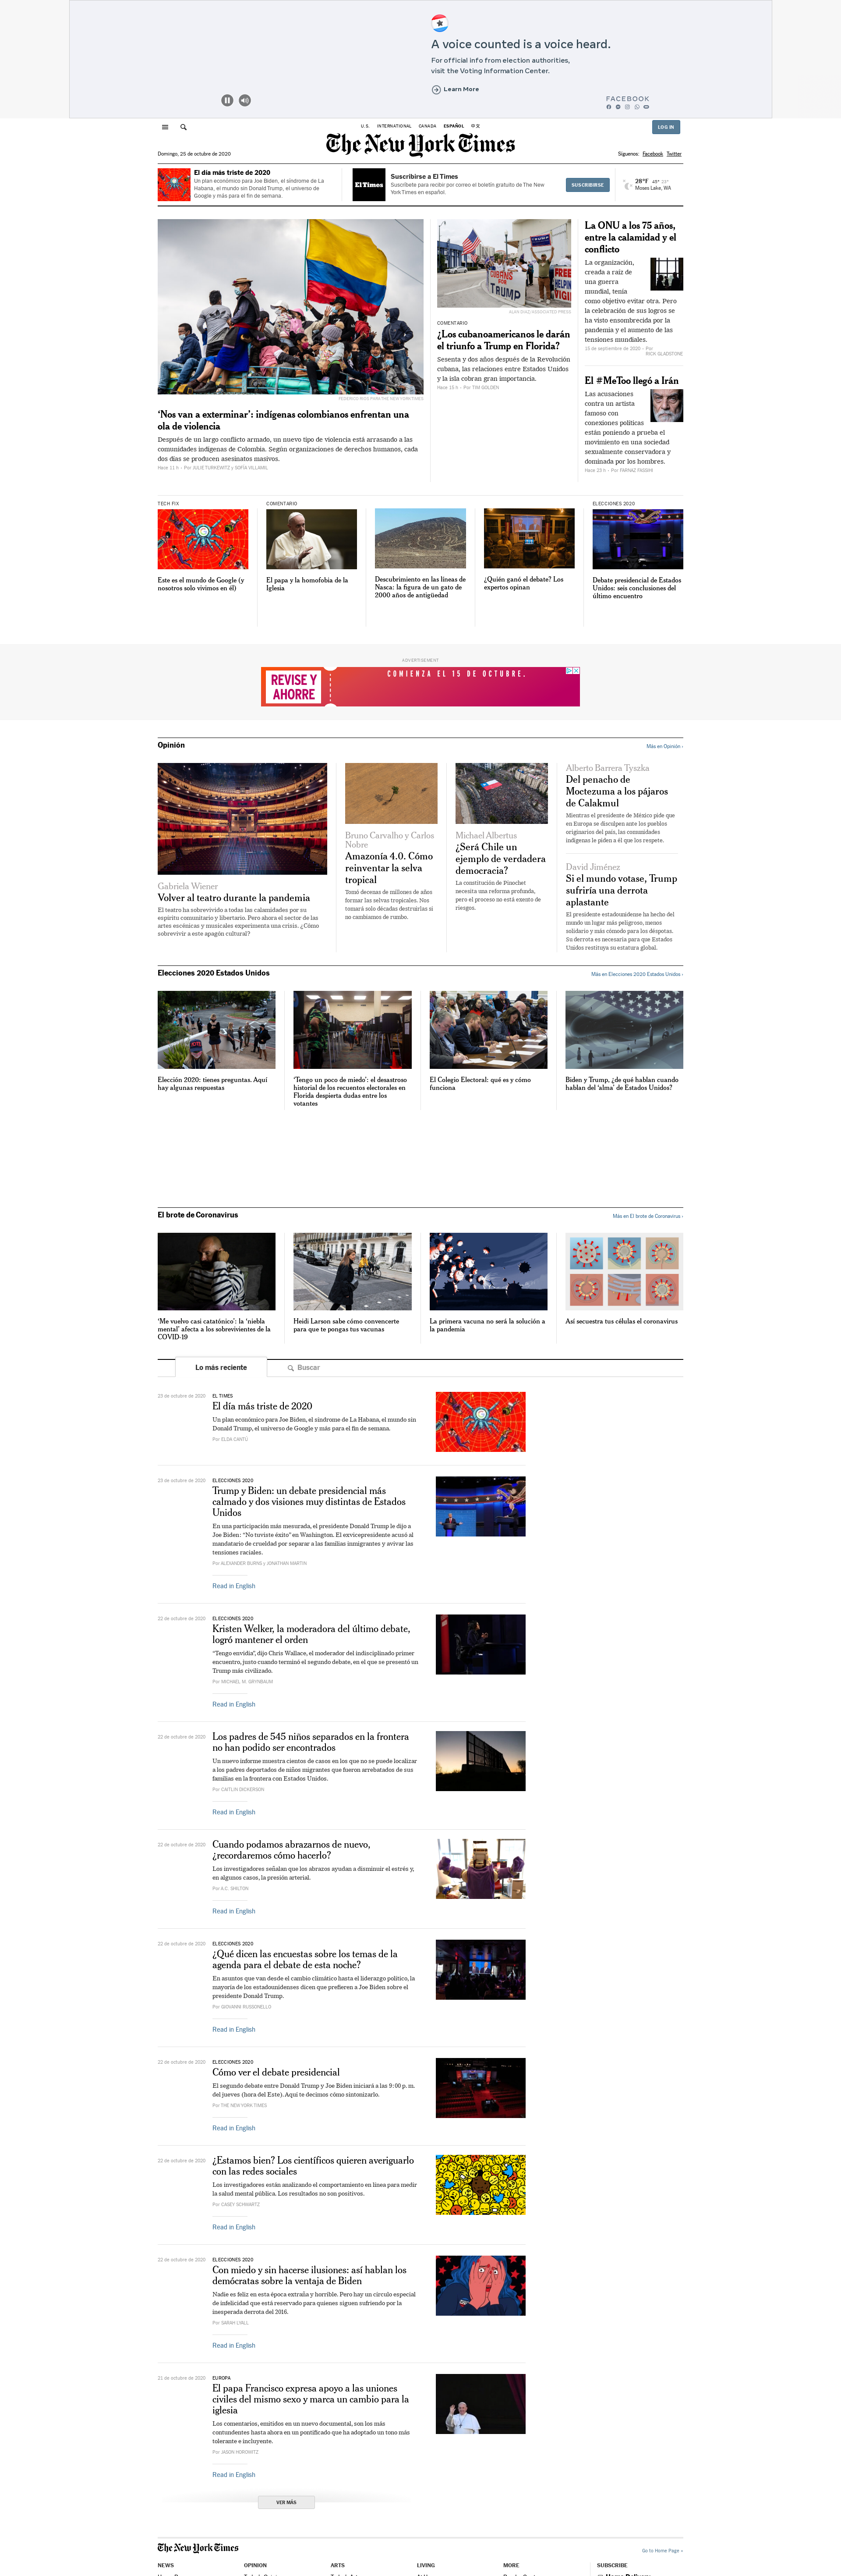 A voice counted is a voice heard.
For official info from election authorities,
visit the Voting Information Center.
Learn More
FACEBOOK
U.S. INTERNATIONAL CANADA ESPAÑOL 中文
LOG IN
The New York Times
Domingo, 25 de octubre de 2020
Síguenos: Facebook Twitter
El día más triste de 2020
Un plan económico para Joe Biden, el síndrome de La
Habana, el mundo sin Donald Trump, el universo de
Google y más para el fin de semana.
El Times
Suscribirse a El Times
Suscríbete para recibir por correo el boletín gratuito de The New
York Times en español.
SUSCRIBIRSE
28°F 45° 23°
Moses Lake, WA
FEDERICO RIOS PARA THE NEW YORK TIMES
‘Nos van a exterminar’: indígenas colombianos enfrentan una
ola de violencia
Después de un largo conflicto armado, un nuevo tipo de violencia está arrasando a las
comunidades indígenas de Colombia. Según organizaciones de derechos humanos, cada
dos días se producen asesinatos masivos.
Hace 11 h - Por JULIE TURKEWITZ y SOFÍA VILLAMIL
CUBANS FOR TRUMP
TRUMP
ALAN DIAZ/ASSOCIATED PRESS
COMENTARIO
¿Los cubanoamericanos le darán
el triunfo a Trump en Florida?
Sesenta y dos años después de la Revolución
cubana, las relaciones entre Estados Unidos
y la isla cobran gran importancia.
Hace 15 h - Por TIM GOLDEN
La ONU a los 75 años,
entre la calamidad y el
conflicto
La organización,
creada a raíz de
una guerra
mundial, tenía
como objetivo evitar otra. Pero
la celebración de sus logros se
ha visto ensombrecida por la
pandemia y el aumento de las
tensiones mundiales.
15 de septiembre de 2020 - Por
RICK GLADSTONE
El #MeToo llegó a Irán
Las acusaciones
contra un artista
famoso con
conexiones políticas
están poniendo a prueba el
movimiento en una sociedad
sexualmente conservadora y
dominada por los hombres.
Hace 23 h - Por FARNAZ FASSIHI
TECH FIX
Este es el mundo de Google (y
nosotros solo vivimos en él)
COMENTARIO
El papa y la homofobia de la
Iglesia
Descubrimiento en las líneas de
Nasca: la figura de un gato de
2000 años de antigüedad
¿Quién ganó el debate? Los
expertos opinan
ELECCIONES 2020
Debate presidencial de Estados
Unidos: seis conclusiones del
último encuentro
ADVERTISEMENT
REVISE Y
AHORRE
COMIENZA EL 15 DE OCTUBRE.
Opinión
Más en Opinión ›
Gabriela Wiener
Volver al teatro durante la pandemia
El teatro ha sobrevivido a todas las calamidades por su
espíritu comunitario y libertario. Pero ahora el sector de las
artes escénicas y musicales experimenta una crisis. ¿Cómo
sobrevivirá a este apagón cultural?
Bruno Carvalho y Carlos
Nobre
Amazonía 4.0. Cómo
reinventar la selva
tropical
Tomó decenas de millones de años
formar las selvas tropicales. Nos
tomará solo décadas destruirlas si
no cambiamos de rumbo.
Michael Albertus
¿Será Chile un
ejemplo de verdadera
democracia?
La constitución de Pinochet
necesita una reforma profunda,
pero el proceso no está exento de
riesgos.
Alberto Barrera Tyszka
Del penacho de
Moctezuma a los pájaros
de Calakmul
Mientras el presidente de México pide que
en Europa se disculpen ante los pueblos
originarios del país, las comunidades
indígenas le piden a él que los respete.
David Jiménez
Si el mundo votase, Trump
sufriría una derrota
aplastante
El presidente estadounidense ha hecho del
mundo un lugar más peligroso, menos
solidario y más cómodo para los déspotas.
Su derrota es necesaria para que Estados
Unidos restituya su estatura global.
Elecciones 2020 Estados Unidos
Más en Elecciones 2020 Estados Unidos ›
Elección 2020: tienes preguntas. Aquí
hay algunas respuestas
‘Tengo un poco de miedo’: el desastroso
historial de los recuentos electorales en
Florida despierta dudas entre los
votantes
El Colegio Electoral: qué es y cómo
funciona
Biden y Trump, ¿de qué hablan cuando
hablan del ‘alma’ de Estados Unidos?
El brote de Coronavirus
Más en El brote de Coronavirus ›
‘Me vuelvo casi catatónico’: la ‘niebla
mental’ afecta a los sobrevivientes de la
COVID-19
Heidi Larson sabe cómo convencerte
para que te pongas tus vacunas
La primera vacuna no será la solución a
la pandemia
Así secuestra tus células el coronavirus
Lo más reciente
Buscar
23 de octubre de 2020
EL TIMES
El día más triste de 2020
Un plan económico para Joe Biden, el síndrome de La Habana, el mundo sin
Donald Trump, el universo de Google y más para el fin de semana.
Por ELDA CANTÚ
23 de octubre de 2020
ELECCIONES 2020
Trump y Biden: un debate presidencial más
calmado y dos visiones muy distintas de Estados
Unidos
En una participación más mesurada, el presidente Donald Trump le dijo a
Joe Biden: “No tuviste éxito” en Washington. El exvicepresidente acusó al
mandatario de crueldad por separar a las familias inmigrantes y avivar las
tensiones raciales.
Por ALEXANDER BURNS y JONATHAN MARTIN
Read in English
22 de octubre de 2020
ELECCIONES 2020
Kristen Welker, la moderadora del último debate,
logró mantener el orden
“Tengo envidia”, dijo Chris Wallace, el moderador del indisciplinado primer
encuentro, justo cuando terminó el segundo debate, en el que se presentó un
Trump más civilizado.
Por MICHAEL M. GRYNBAUM
Read in English
22 de octubre de 2020
Los padres de 545 niños separados en la frontera
no han podido ser encontrados
Un nuevo informe muestra cientos de casos en los que no se puede localizar
a los padres deportados de niños migrantes que fueron arrebatados de sus
familias en la frontera con Estados Unidos.
Por CAITLIN DICKERSON
Read in English
22 de octubre de 2020
Cuando podamos abrazarnos de nuevo,
¿recordaremos cómo hacerlo?
Los investigadores señalan que los abrazos ayudan a disminuir el estrés y,
en algunos casos, la presión arterial.
Por A.C. SHILTON
Read in English
22 de octubre de 2020
ELECCIONES 2020
¿Qué dicen las encuestas sobre los temas de la
agenda para el debate de esta noche?
En asuntos que van desde el cambio climático hasta el liderazgo político, la
mayoría de los estadounidenses dicen que prefieren a Joe Biden sobre el
presidente Donald Trump.
Por GIOVANNI RUSSONELLO
Read in English
22 de octubre de 2020
ELECCIONES 2020
Cómo ver el debate presidencial
El segundo debate entre Donald Trump y Joe Biden iniciará a las 9:00 p. m.
del jueves (hora del Este). Aquí te decimos cómo sintonizarlo.
Por THE NEW YORK TIMES
Read in English
22 de octubre de 2020
¿Estamos bien? Los científicos quieren averiguarlo
con las redes sociales
Los investigadores están analizando el comportamiento en línea para medir
la salud mental pública. Los resultados no son positivos.
Por CASEY SCHWARTZ
Read in English
22 de octubre de 2020
ELECCIONES 2020
Con miedo y sin hacerse ilusiones: así hablan los
demócratas sobre la ventaja de Biden
Nadie es feliz en esta época extraña y horrible. Pero hay un círculo especial
de infelicidad que está reservado para quienes siguen sufriendo por la
inesperada derrota del 2016.
Por SARAH LYALL
Read in English
21 de octubre de 2020
EUROPA
El papa Francisco expresa apoyo a las uniones
civiles del mismo sexo y marca un cambio para la
iglesia
Los comentarios, emitidos en un nuevo documental, son los más
contundentes hasta ahora en un pontificado que ha adoptado un tono más
tolerante e incluyente.
Por JASON HOROWITZ
Read in English
VER MÁS
The New York Times
Go to Home Page »
NEWS OPINION ARTS LIVING MORE SUBSCRIBE